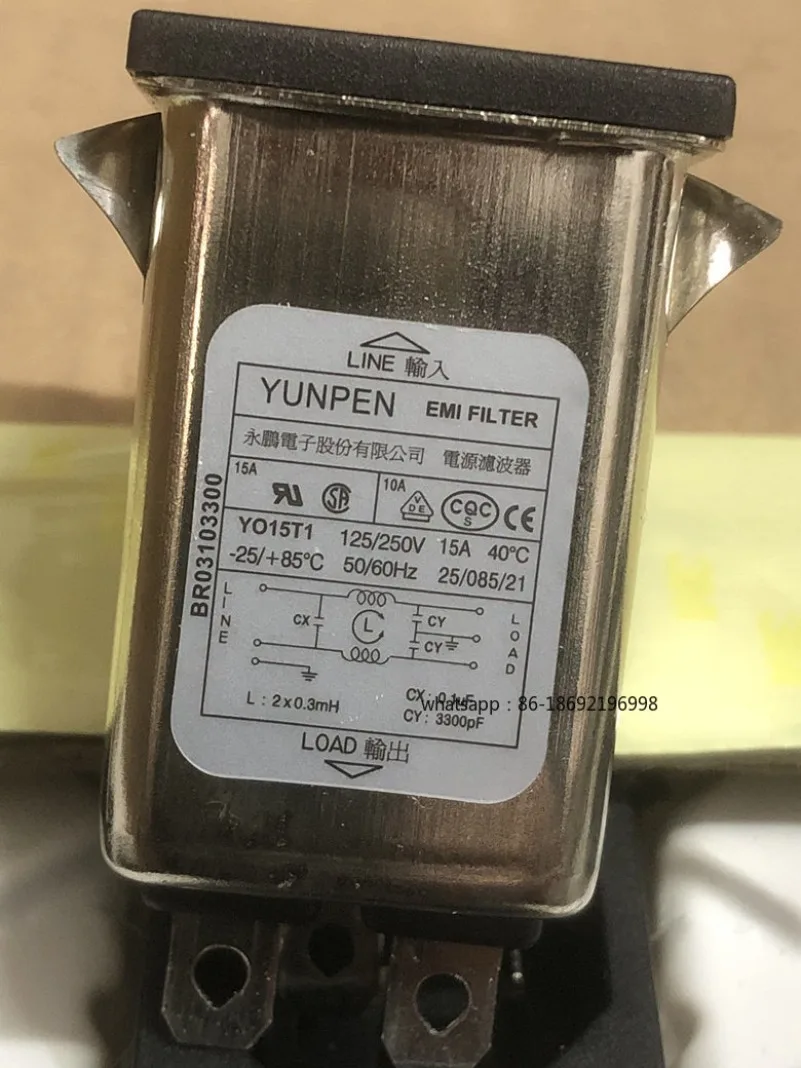 LINE 輸入
YUNPEN EMI FILTER
永鵬電子股份有限公司 電源濾波器
15A
10A
VDE
CQC
S
CE
YO15T1 125/250V 15A 40°C
-25/+85°C 50/60Hz 25/085/21
BR03103300
LINE
LOAD
CX
L
CY
CY
L : 2x0.3mH
CX: 0.1uF
whatsapp : 86-18692196998
CY: 3300pF
LOAD 輸出